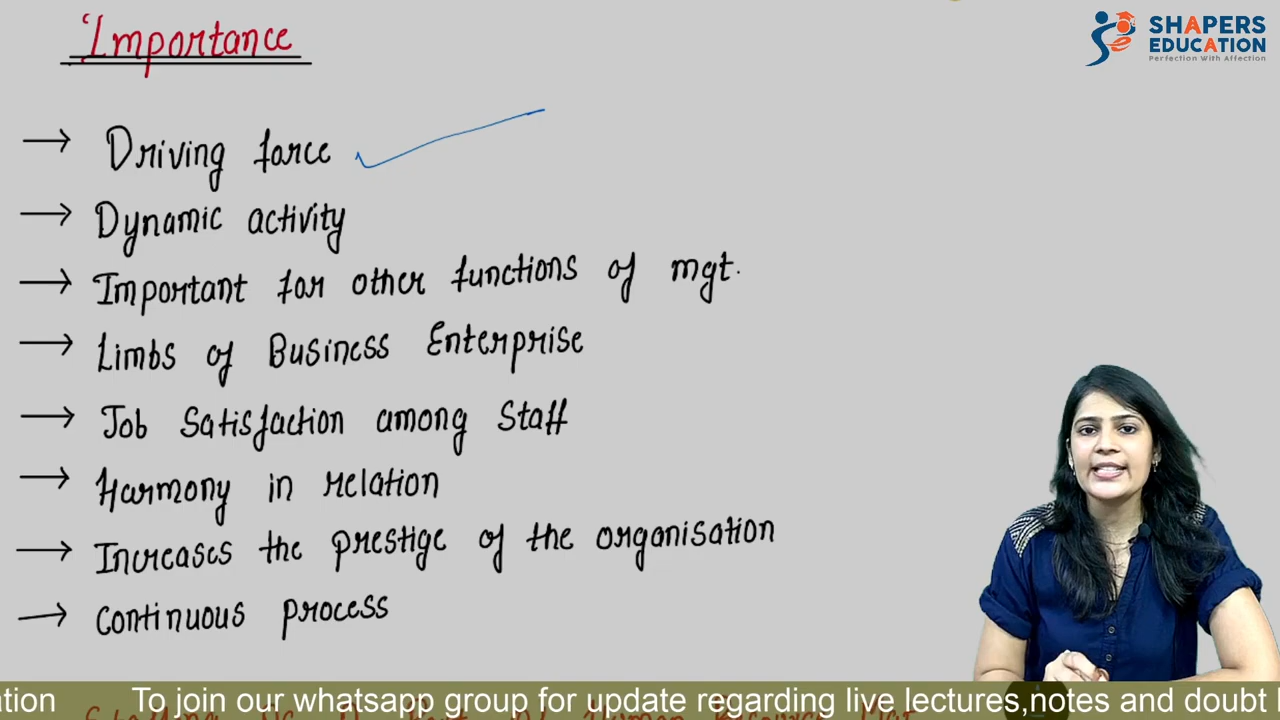 Importance
SHAPERS
EDUCATION
Perfection With Affection
→ Driving force
→ Dynamic activity
→ Important for other functions of mgt.
→ Limbs of Business Enterprise
→ Job Satisfaction among Staff
→ Harmony in relation
→ Increases the prestige of the organisation
→ Continuous process
ation To join our whatsapp group for update regarding live lectures,notes and doubt